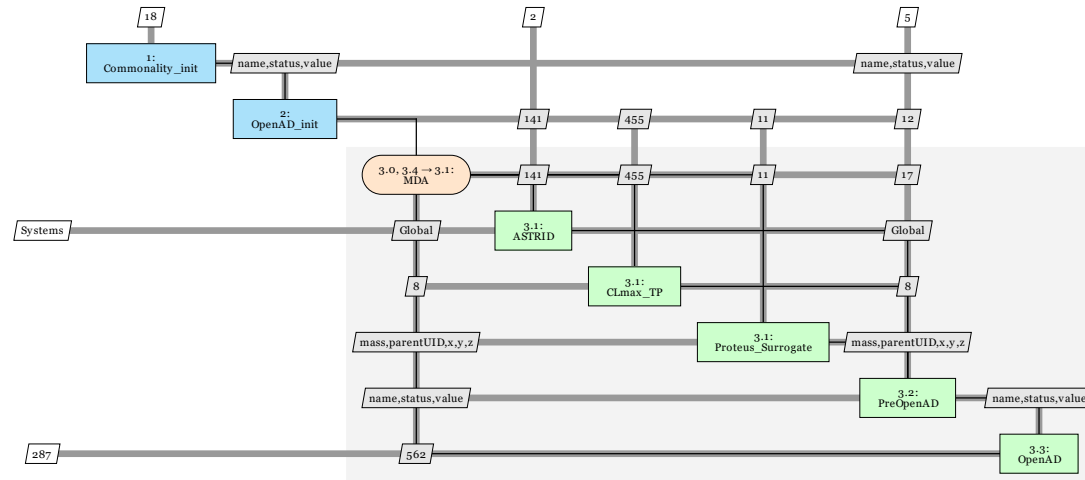 18
2
5
1:
Commonality_init
name,status,value
name,status,value
2:
OpenAD_init
141
455
11
12
3.0, 3.4 → 3.1:
MDA
141
455
11
17
Systems
Global
3.1:
ASTRID
Global
8
3.1:
CLmax_TP
8
mass,parentUID,x,y,z
3.1:
Proteus_Surrogate
mass,parentUID,x,y,z
name,status,value
3.2:
PreOpenAD
name,status,value
287
562
3.3:
OpenAD